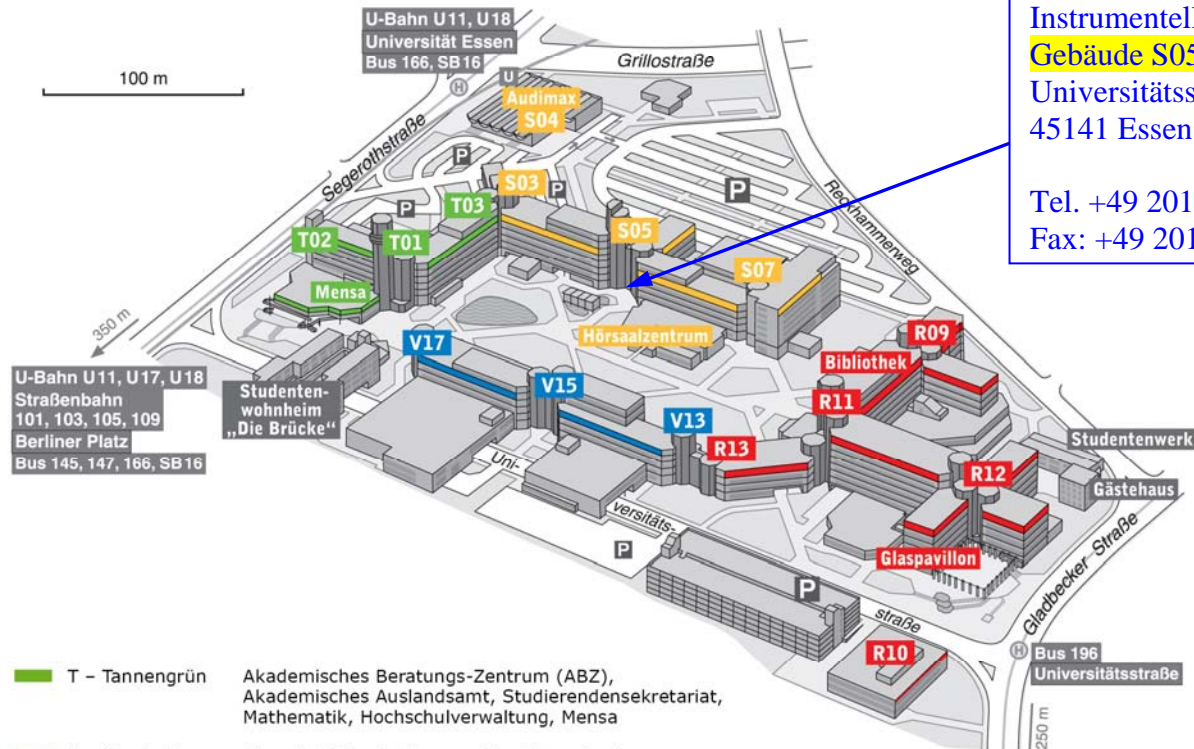 U-Bahn U11, U18
Universität Essen
Bus 166, SB16
H
U
100 m
Grillostraße
Gebäude S05
45141 Essen
Tel. +49 201
Fax: +49 201
Audimax
S04
Segerothstraße
P
S03
P
P
Reckhammerweg
T03
P
T02
T01
S05
S07
Mensa
350 m
Hörsaalzentrum
V17
R09
Bibliothek
U-Bahn U11, U17, U18
Straßenbahn
101, 103, 105, 109
Berliner Platz
Bus 145, 147, 166, SB16
Studenten-
wohnheim
„Die Brücke“
V15
V13
R11
R13
Studentenwerk
R12
Gästehaus
Uni-
versitäts-
straße
P
P
Glaspavillon
Gladbecker Straße
R10
H
Bus 196
Universitätsstraße
250 m
T – Tannengrün
Akademisches Beratungs-Zentrum (ABZ),
Akademisches Auslandsamt, Studierendensekretariat,
Mathematik, Hochschulverwaltung, Mensa